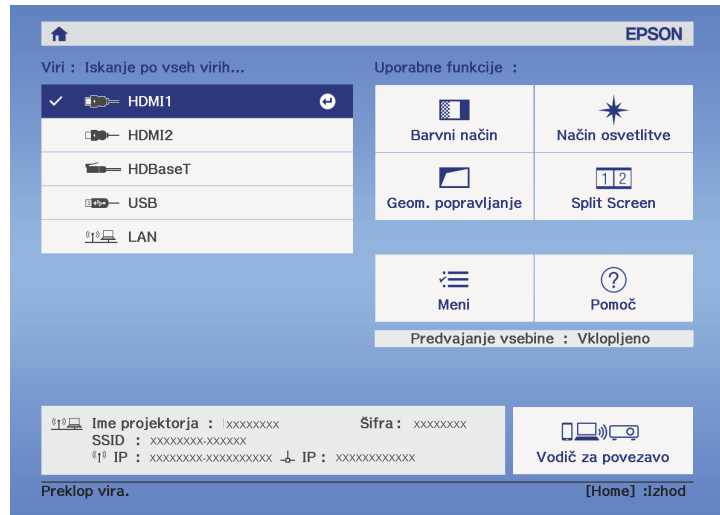 EPSON
Viri : Iskanje po vseh virih...
HDMI1
HDMI2
HDBaseT
USB
LAN
Uporabne funkcije :
Barvni način
Način osvetlitve
Geom. popravljanje
1 2
Split Screen
Meni
? Pomoč
Predvajanje vsebine : Vklopljeno
Ime projektorja : xxxxxxxx Šifra : xxxxxxxx
SSID : xxxxxxxx-xxxxxx
IP : xxxxxxxx-xxxxxxxxxx IP : xxxxxxxxxxxx
Vodič za povezavo
Preklop vira. [Home] :Izhod